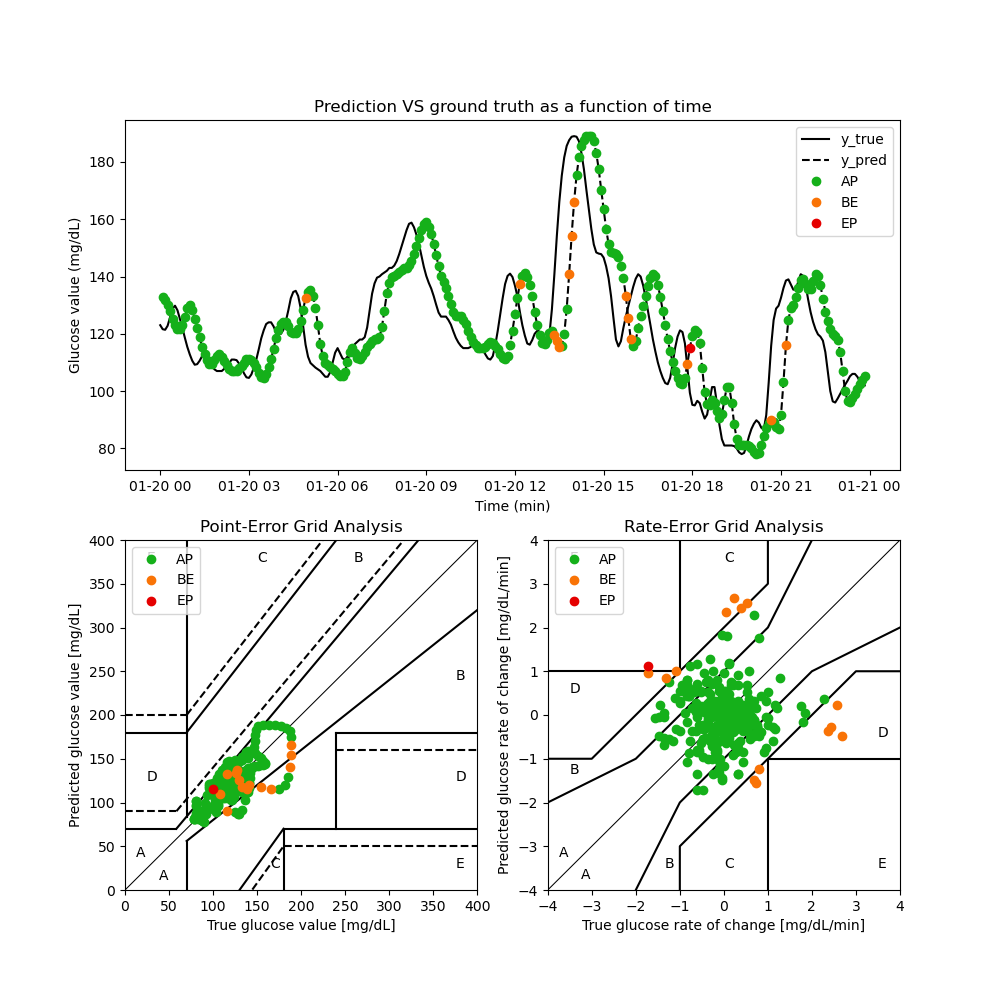 Prediction VS ground truth as a function of time
Glucose value (mg/dL)
180
160
140
120
100
80
y_true
y_pred
AP
BE
EP
01-20 00 01-20 03 01-20 06 01-20 09 01-20 12 01-20 15 01-20 18 01-20 21 01-21 00
Time (min)
Point-Error Grid Analysis
Predicted glucose value [mg/dL]
400
350
300
250
200
150
100
50
0
AP
BE
EP
C B
B
D D
A
A C E
0 50 100 150 200 250 300 350 400
True glucose value [mg/dL]
Rate-Error Grid Analysis
Predicted glucose rate of change [mg/dL/min]
4
3
2
1
0
−1
−2
−3
−4
AP
BE
EP
C
D
D
B
A
A B C E
−4 −3 −2 −1 0 1 2 3 4
True glucose rate of change [mg/dL/min]